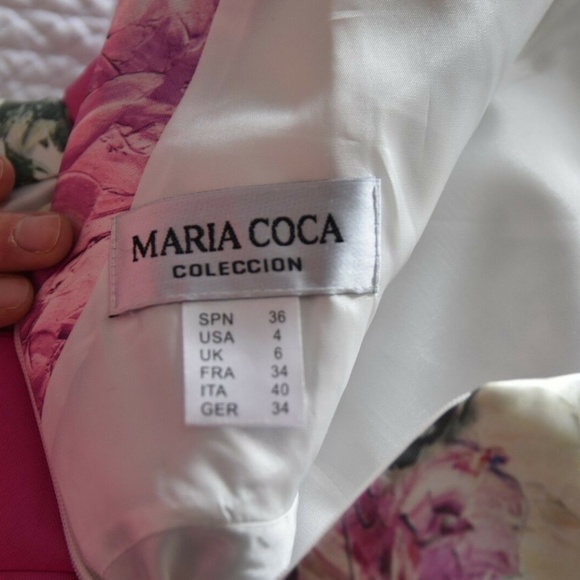 MARIA COCA
COLECCION
SPN 36
USA 4
UK 6
FRA 34
ITA 40
GER 34